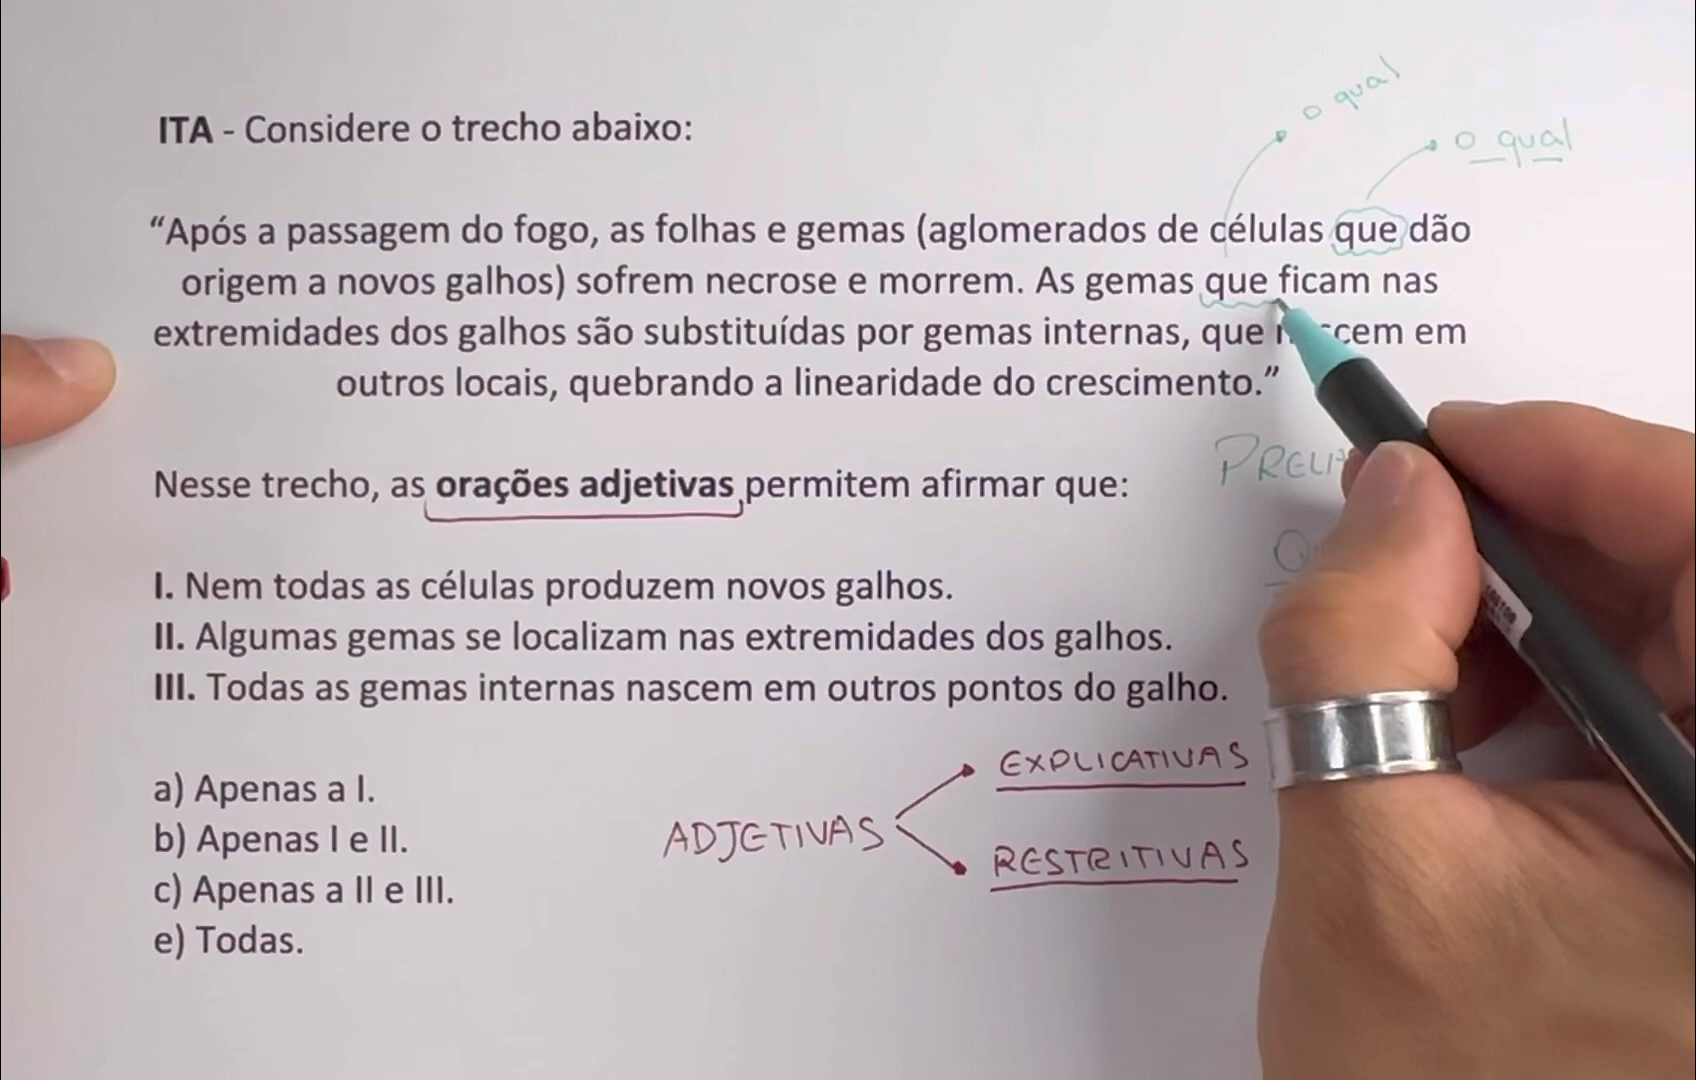 o qual
ITA - Considere o trecho abaixo:
o qual
“Após a passagem do fogo, as folhas e gemas (aglomerados de células que dão
origem a novos galhos) sofrem necrose e morrem. As gemas que ficam nas
extremidades dos galhos são substituídas por gemas internas, que em
outros locais, quebrando a linearidade do crescimento.”
Nesse trecho, as orações adjetivas permitem afirmar que:
I. Nem todas as células produzem novos galhos.
II. Algumas gemas se localizam nas extremidades dos galhos.
III. Todas as gemas internas nascem em outros pontos do galho.
a) Apenas a I.
b) Apenas I e II.
c) Apenas a II e III.
e) Todas.
ADJETIVAS
EXPLICATIVAS
RESTRITIVAS